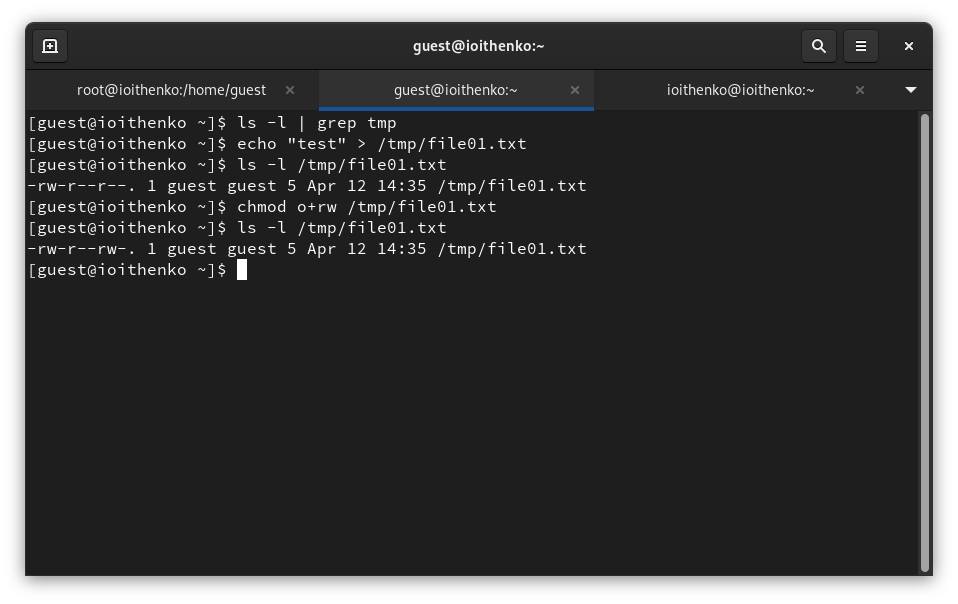 guest@ioithenko:~
root@ioithenko:/home/guest
guest@ioithenko:~
ioithenko@ioithenko:~
[guest@ioithenko ~]$ ls -l | grep tmp
[guest@ioithenko ~]$ echo "test" > /tmp/file01.txt
[guest@ioithenko ~]$ ls -l /tmp/file01.txt
-rw-r--r--. 1 guest guest 5 Apr 12 14:35 /tmp/file01.txt
[guest@ioithenko ~]$ chmod o+rw /tmp/file01.txt
[guest@ioithenko ~]$ ls -l /tmp/file01.txt
-rw-r--rw-. 1 guest guest 5 Apr 12 14:35 /tmp/file01.txt
[guest@ioithenko ~]$